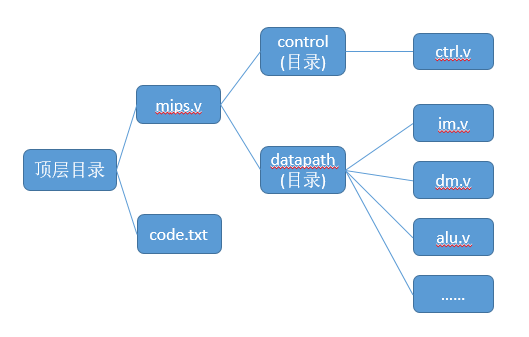 control
(目录)
ctrl.v
mips.v
im.v
顶层目录
datapath
(目录)
dm.v
code.txt
alu.v
……